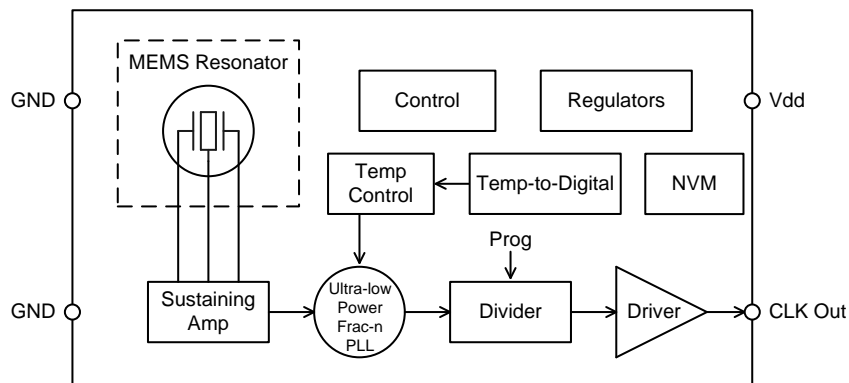 MEMS Resonator
GND
Control
Regulators
Vdd
Temp
Control
Temp-to-Digital
NVM
Prog
GND
Sustaining
Amp
Ultra-low
Power
Frac-n
PLL
Divider
Driver
CLK Out